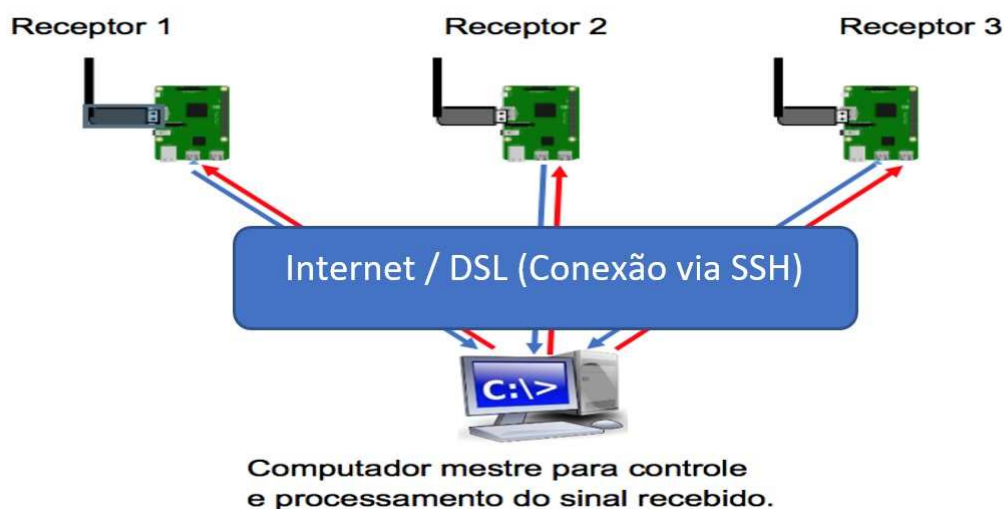 Receptor 1
Receptor 2
Receptor 3
Internet / DSL (Conexão via SSH)
C:\>
Computador mestre para controle
e processamento do sinal recebido.